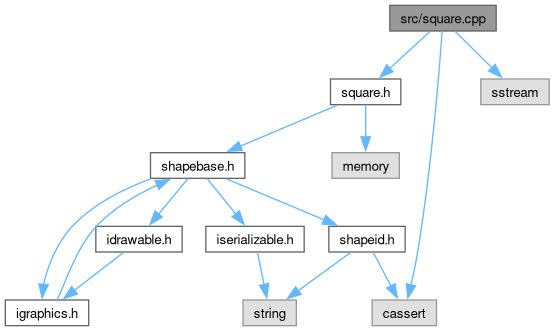 src/square.cpp
square.h
sstream
shapebase.h
memory
idrawable.h
iserializable.h
shapeid.h
igraphics.h
string
cassert